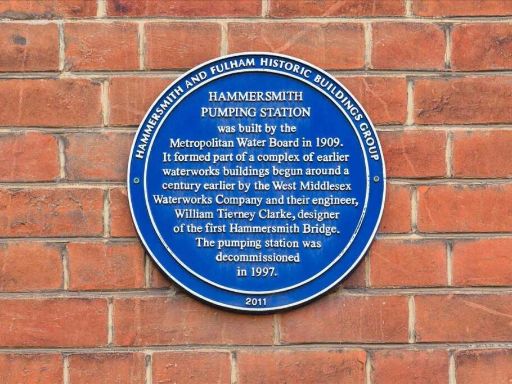 HAMMERSMITH AND FULHAM HISTORIC BUILDINGS GROUP
HAMMERSMITH
PUMPING STATION
was built by the
Metropolitan Water Board in 1909.
It formed part of a complex of earlier
waterworks buildings begun around a
century earlier by the West Middlesex
Waterworks Company and their engineer,
William Tierney Clarke, designer
of the first Hammersmith Bridge.
The pumping station was
decommissioned
in 1997.
2011